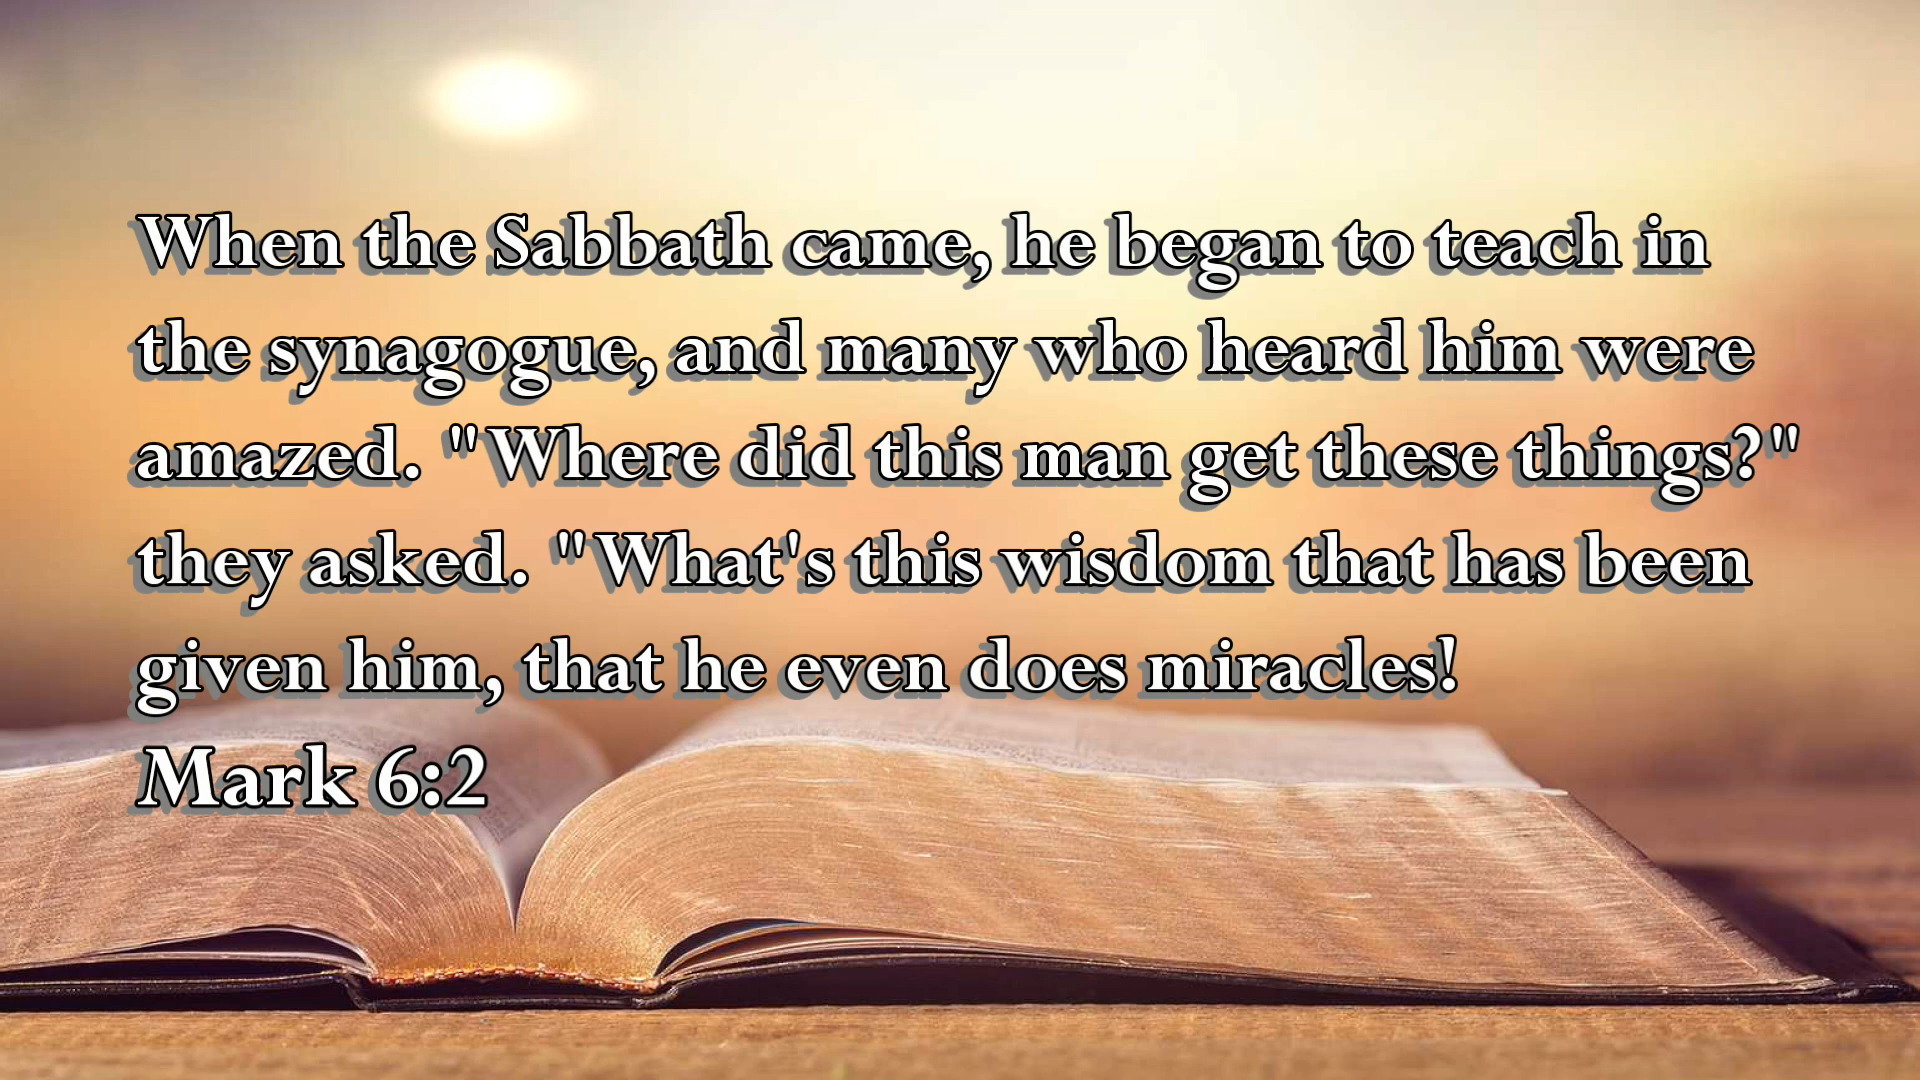 When the Sabbath came, he began to teach in
the synagogue, and many who heard him were
amazed. "Where did this man get these things?"
they asked. "What's this wisdom that has been
given him, that he even does miracles!
Mark 6:2